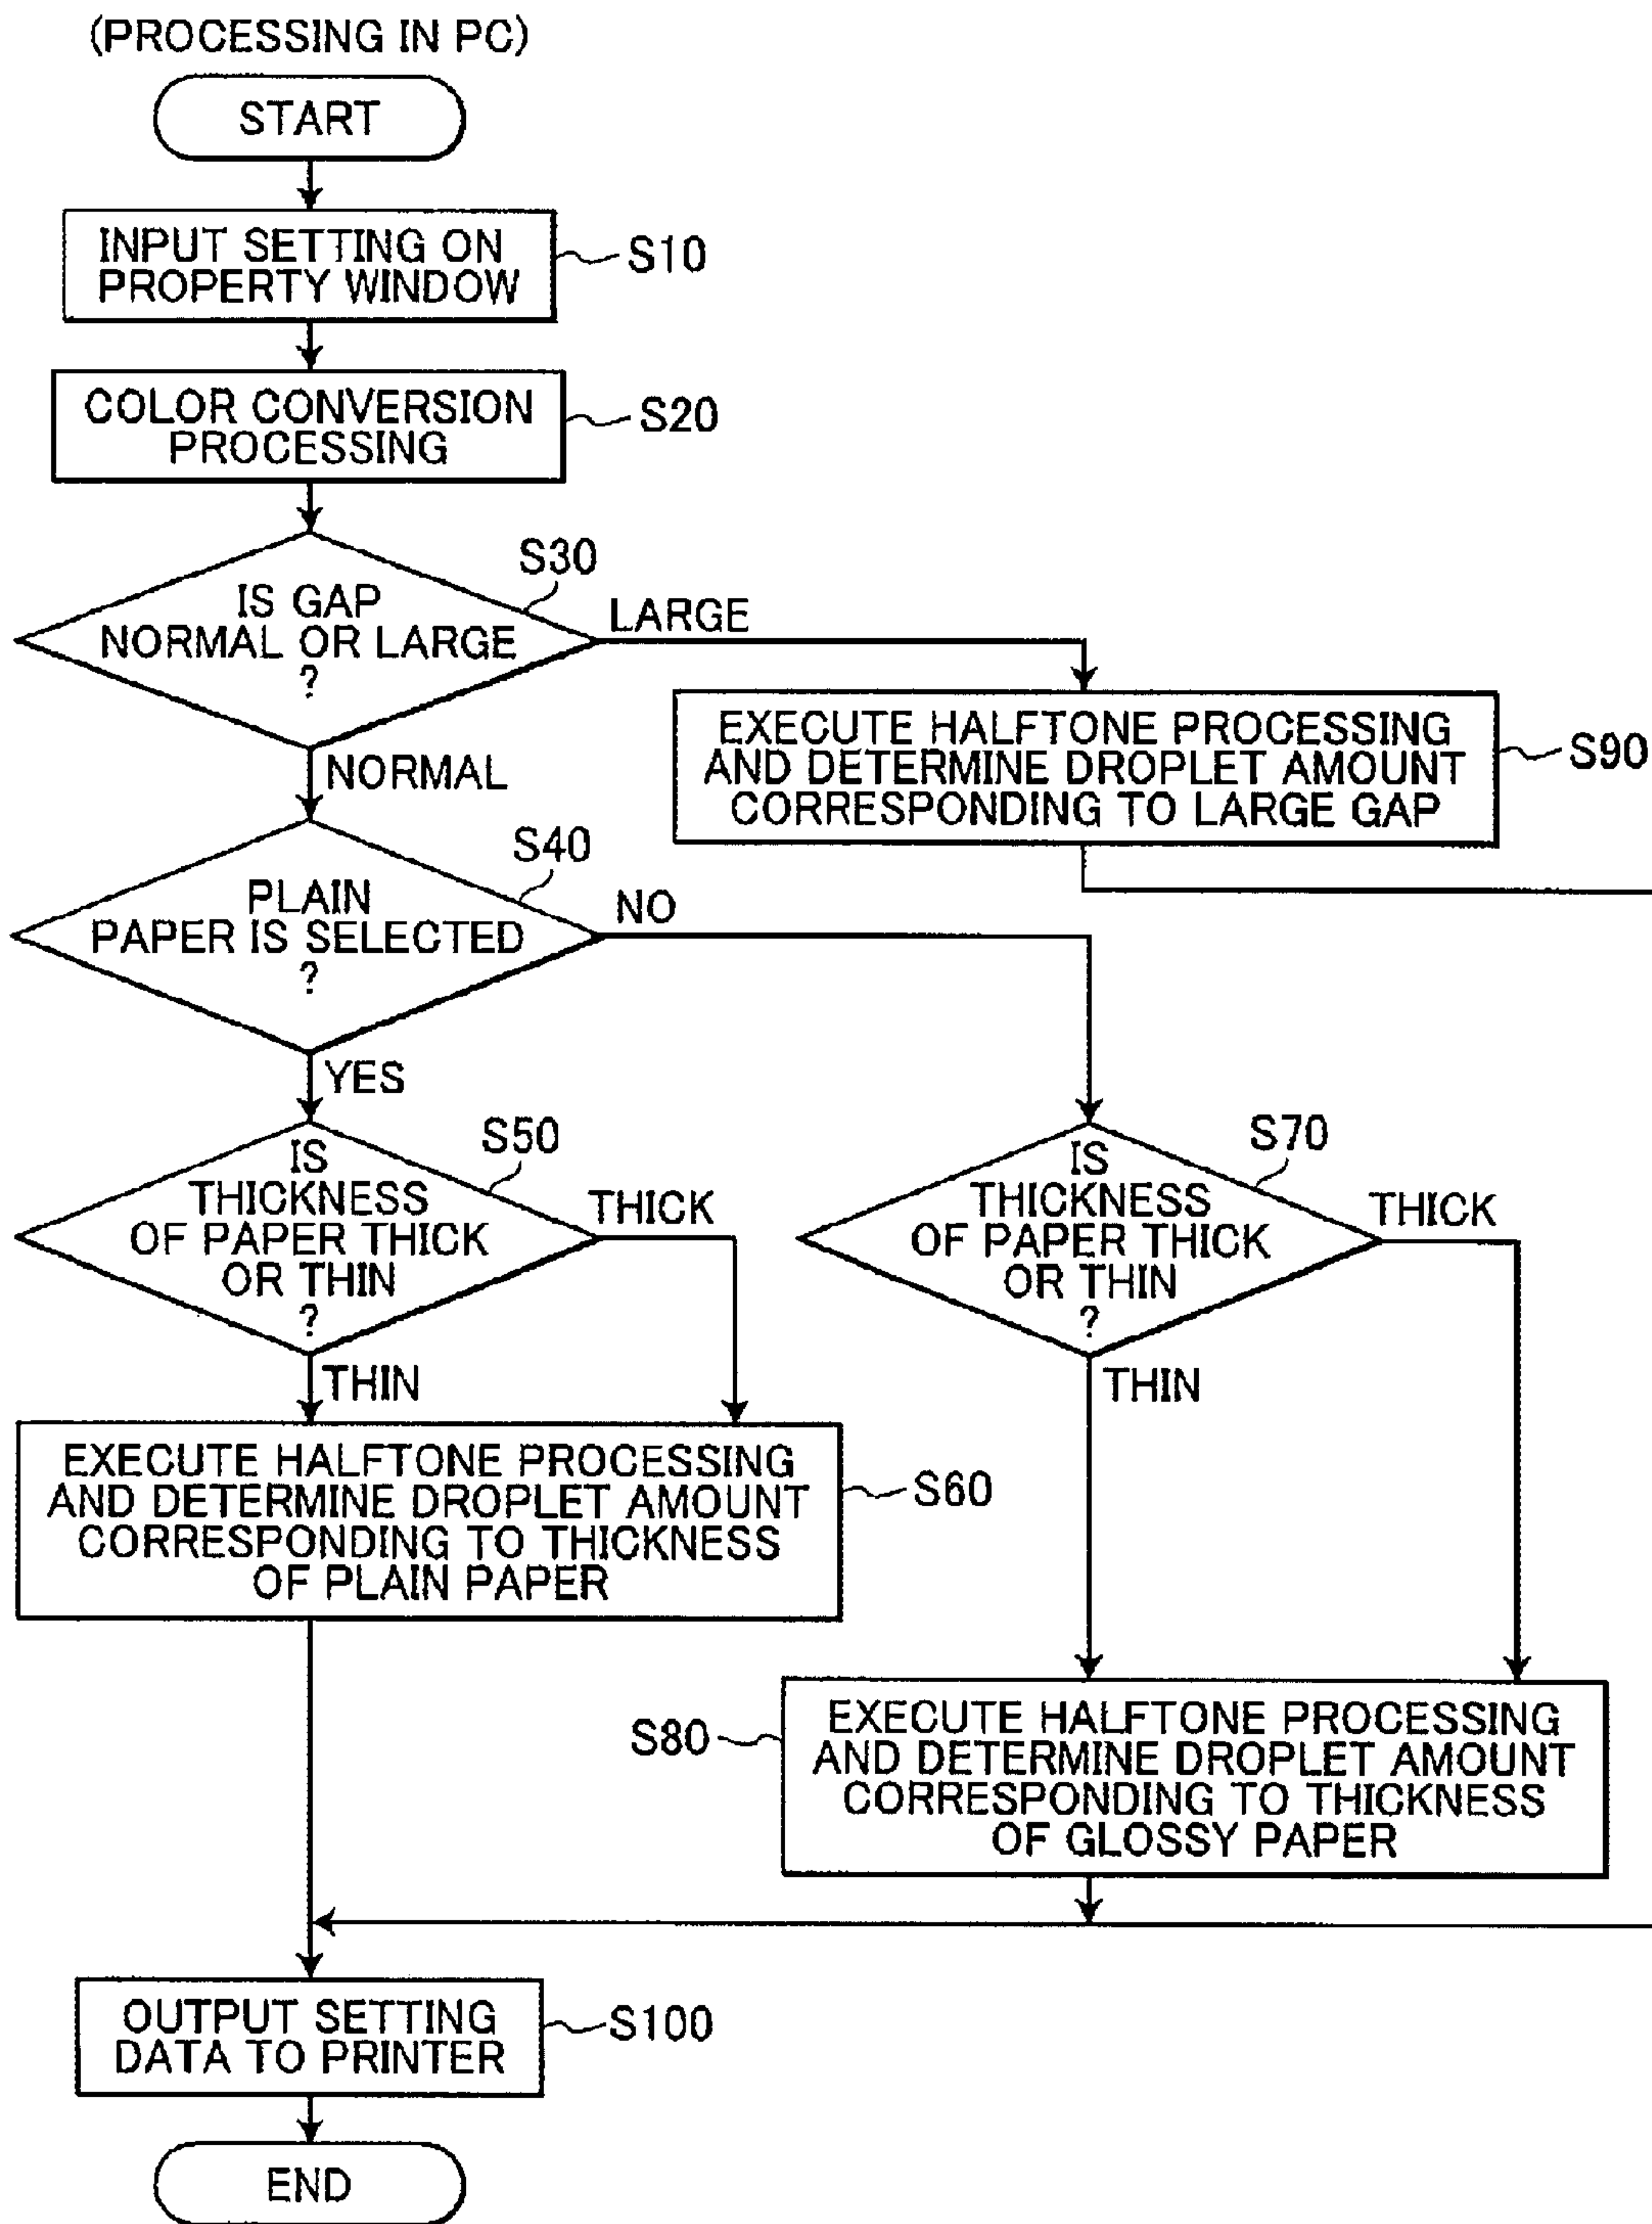 (PROCESSING IN PC)
START
INPUT SETTING ON
PROPERTY WINDOW
S10
COLOR CONVERSION
PROCESSING
S20
S30
IS GAP
NORMAL OR LARGE
?
LARGE
NORMAL
EXECUTE HALFTONE PROCESSING
AND DETERMINE DROPLET AMOUNT
CORRESPONDING TO LARGE GAP
S90
S40
PLAIN
PAPER IS SELECTED
?
NO
YES
S50
IS
THICKNESS
OF PAPER THICK
OR THIN
?
THICK
THIN
S70
IS
THICKNESS
OF PAPER THICK
OR THIN
?
THICK
THIN
EXECUTE HALFTONE PROCESSING
AND DETERMINE DROPLET AMOUNT
CORRESPONDING TO THICKNESS
OF PLAIN PAPER
S60
S80
EXECUTE HALFTONE PROCESSING
AND DETERMINE DROPLET AMOUNT
CORRESPONDING TO THICKNESS
OF GLOSSY PAPER
OUTPUT SETTING
DATA TO PRINTER
S100
END